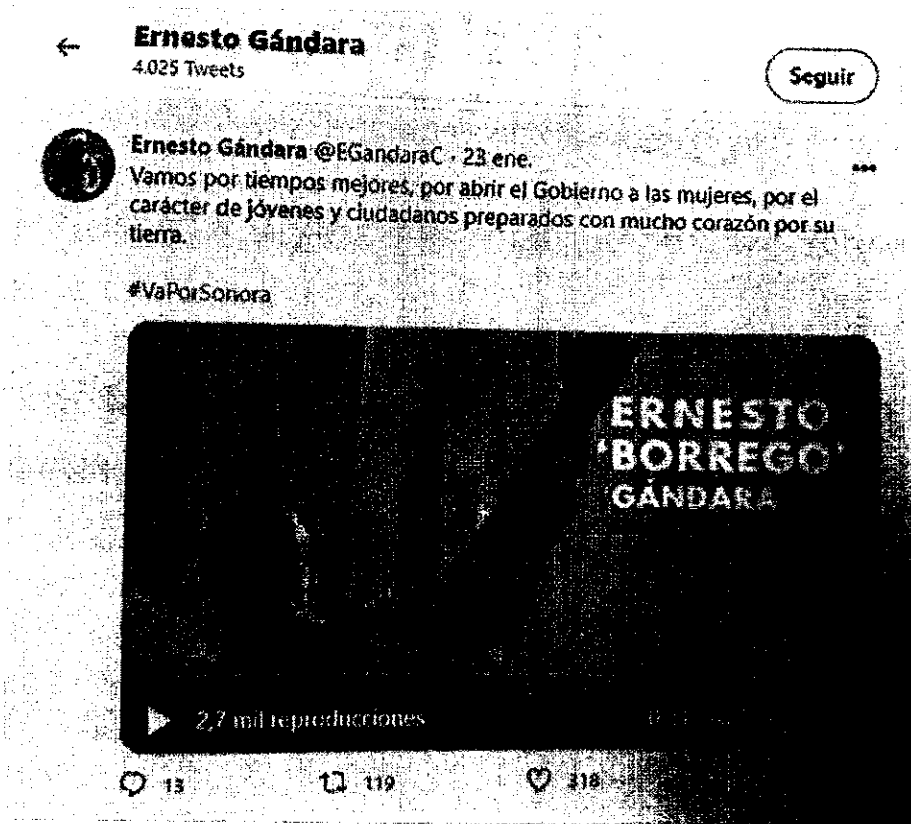 Ernesto Gándara
4.025 Tweets
Seguir
Ernesto Gándara @EGandaraC · 23 ene.
Vamos por tiempos mejores, por abrir el Gobierno a las mujeres, por el
carácter de jóvenes y ciudadanos preparados con mucho corazón por su
tierra.
#VaPorSonora
ERNESTO
'BORREGO'
GÁNDARA
2,7 mil reproducciones
13
119
318